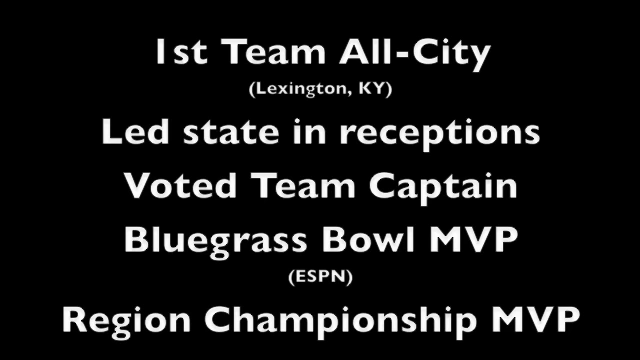 1st Team All-City
(Lexington, KY)
Led state in receptions
Voted Team Captain
Bluegrass Bowl MVP
(ESPN)
Region Championship MVP